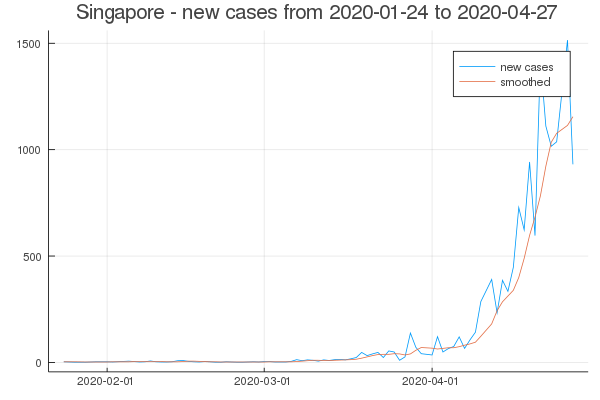 Singapore - new cases from 2020-01-24 to 2020-04-27
1500
new cases
smoothed
1000
500
0
2020-02-01 2020-03-01 2020-04-01